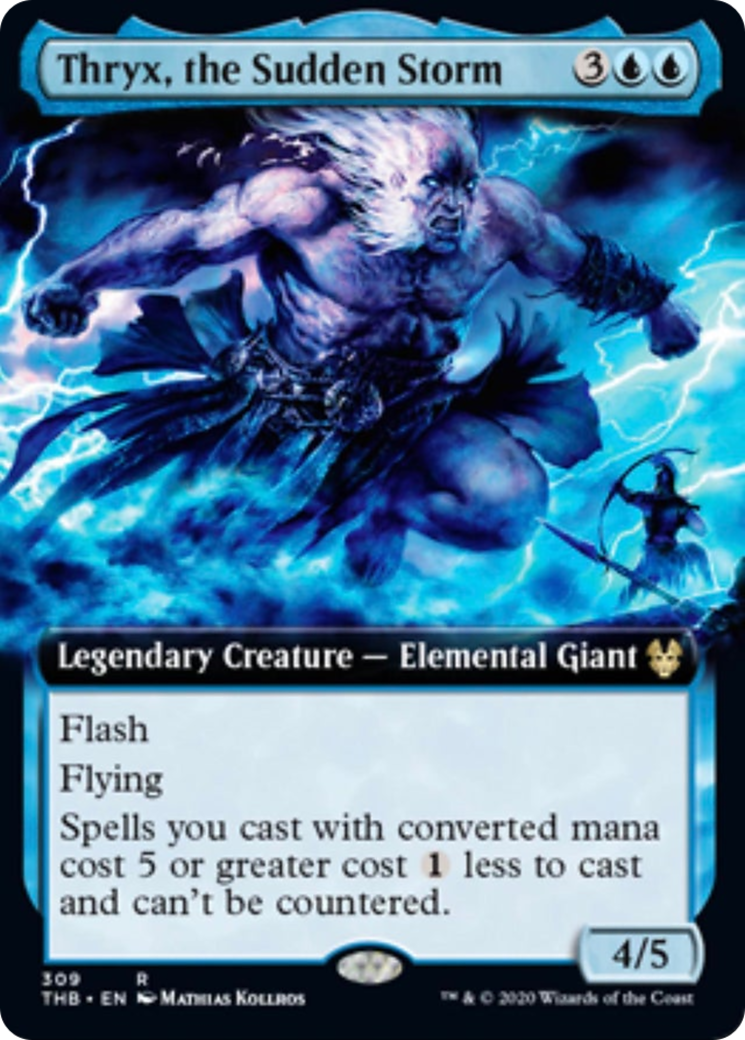 Thryx, the Sudden Storm 3
Legendary Creature — Elemental Giant
Flash
Flying
Spells you cast with converted mana
cost 5 or greater cost 1 less to cast
and can't be countered.
4/5
309 R
THB • EN Mathias Kollros
™ & © 2020 Wizards of the Coast